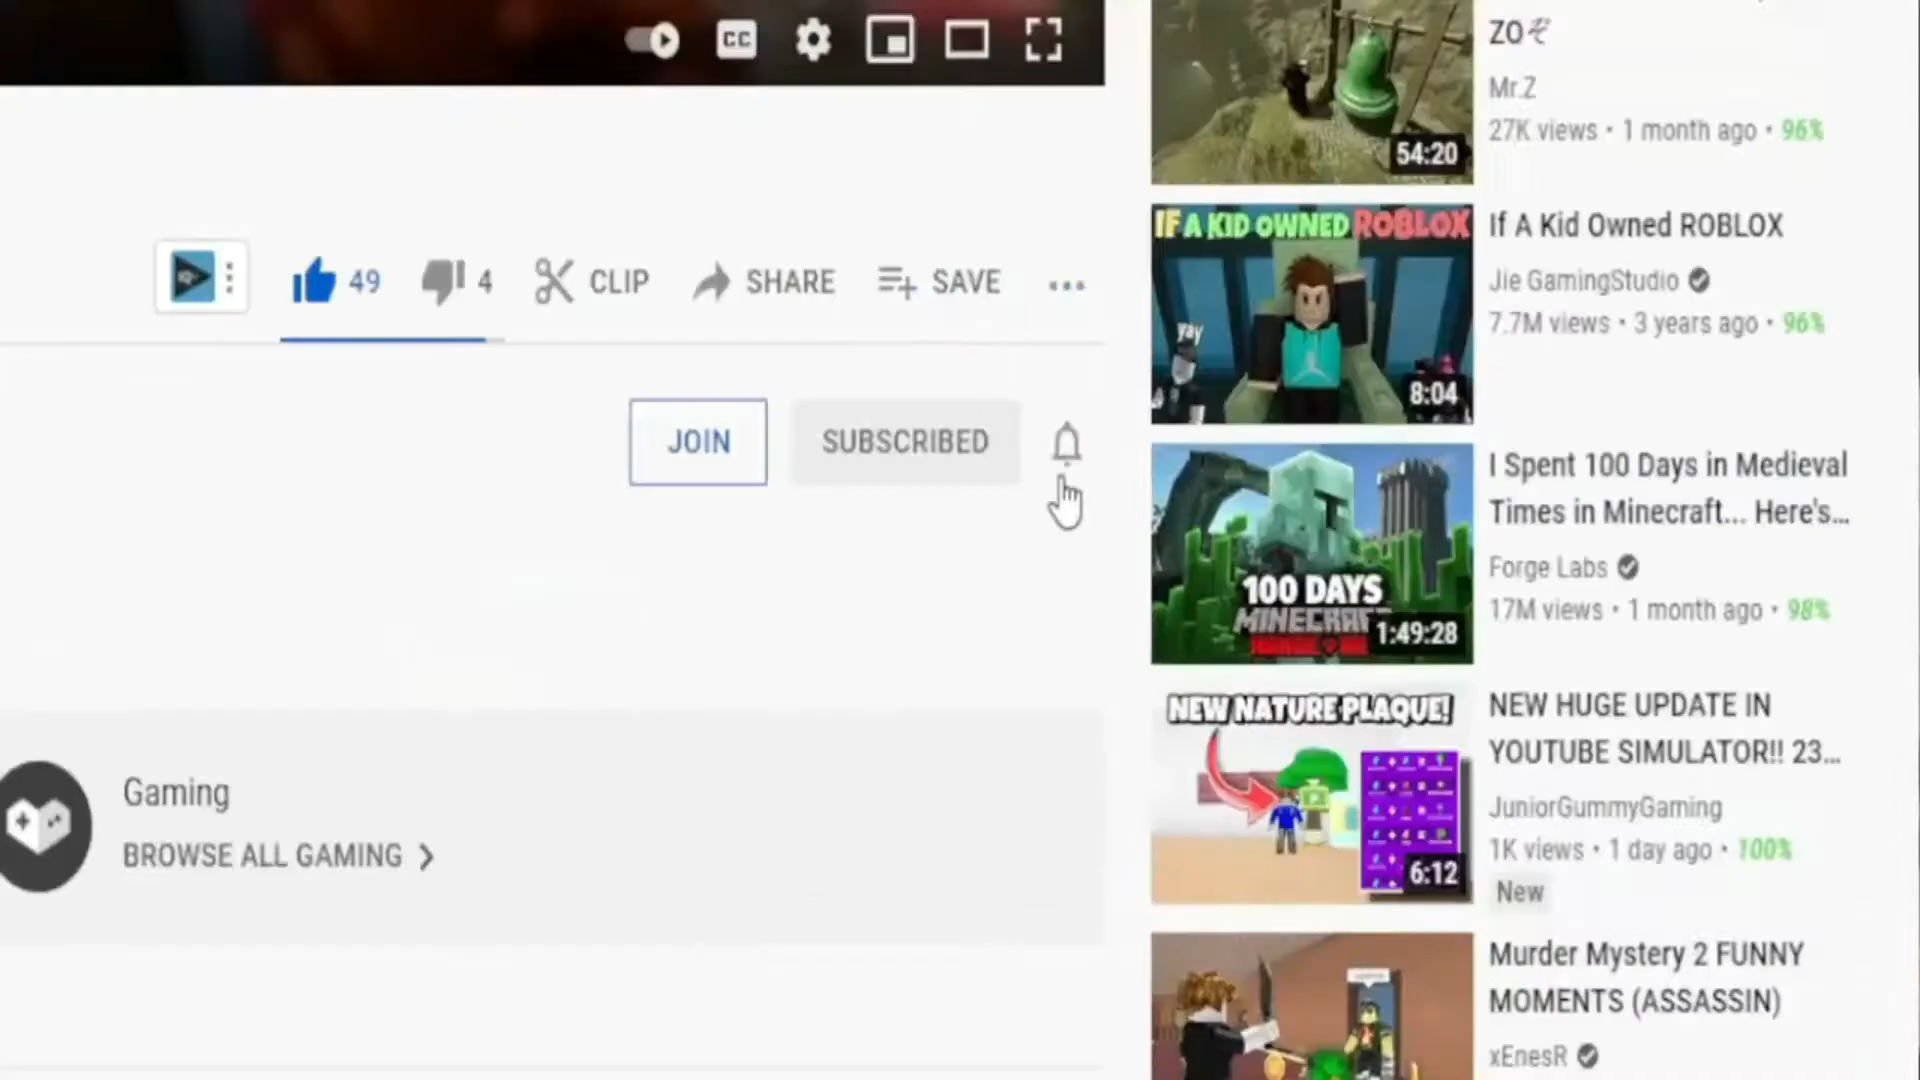 CC
49
4
CLIP
SHARE
SAVE
JOIN
SUBSCRIBED
Gaming
BROWSE ALL GAMING
54:20
ZOぞ
Mr.Z
27K views • 1 month ago • 96%
IF A KID OWNED ROBLOX
yay
8:04
If A Kid Owned ROBLOX
Jie GamingStudio
7.7M views • 3 years ago • 96%
100 DAYS
MINECRAFT
1:49:28
I Spent 100 Days in Medieval
Times in Minecraft... Here's...
Forge Labs
17M views • 1 month ago • 98%
NEW NATURE PLAQUE!
6:12
NEW HUGE UPDATE IN
YOUTUBE SIMULATOR!! 23...
JuniorGummyGaming
1K views • 1 day ago • 100%
New
Murder Mystery 2 FUNNY
MOMENTS (ASSASSIN)
xEnesR